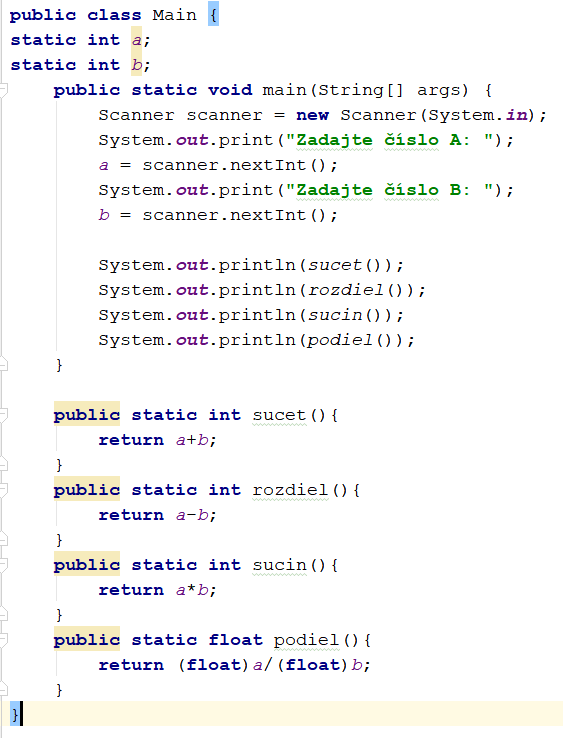 public class Main {
static int a;
static int b;
    public static void main(String[] args) {
        Scanner scanner = new Scanner(System.in);
        System.out.print("Zadajte číslo A: ");
        a = scanner.nextInt();
        System.out.print("Zadajte číslo B: ");
        b = scanner.nextInt();

        System.out.println(sucet());
        System.out.println(rozdiel());
        System.out.println(sucin());
        System.out.println(podiel());
    }

    public static int sucet(){
        return a+b;
    }
    public static int rozdiel(){
        return a-b;
    }
    public static int sucin(){
        return a*b;
    }
    public static float podiel(){
        return (float)a/(float)b;
    }
}